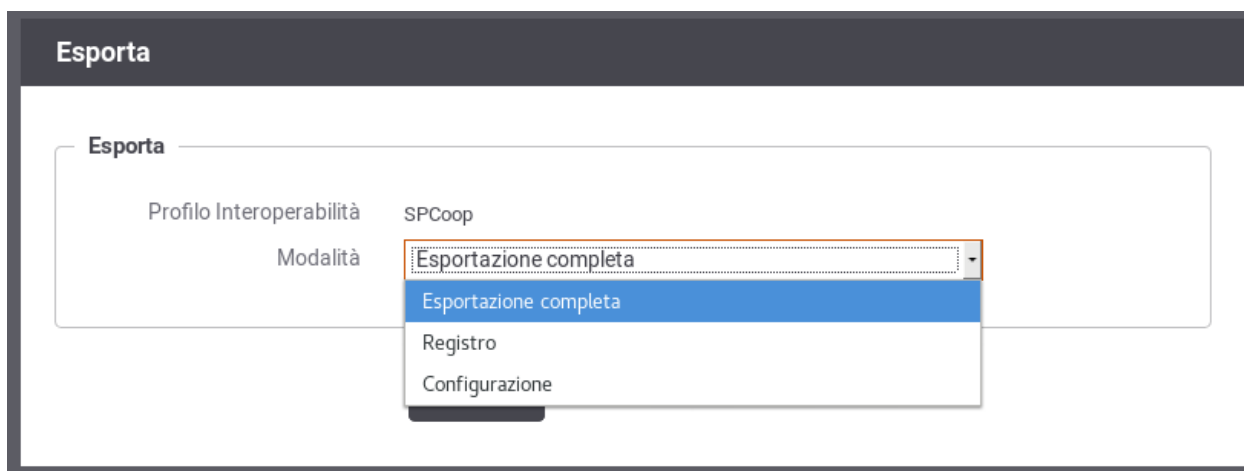 Esporta
Esporta
Profilo Interoperabilità SPCoop
Modalità Esportazione completa
Esportazione completa
Registro
Configurazione